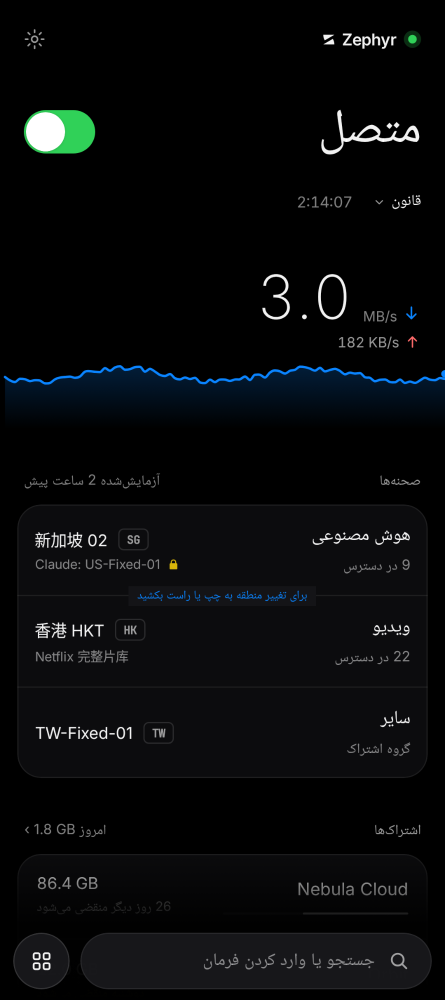 Zephyr
متصل
قانون
2:14:07
3.0 MB/s
182 KB/s
صحنه‌ها
آزمایش‌شده 2 ساعت پیش
هوش مصنوعی
新加坡 02 SG
9 در دسترس
Claude: US-Fixed-01
برای تغییر منطقه به چپ یا راست بکشید
ویدیو
香港 HKT HK
22 در دسترس
Netflix 完整片库
سایر
TW-Fixed-01 TW
گروه اشتراک
اشتراک‌ها
امروز 1.8 GB ›
Nebula Cloud
86.4 GB
26 روز دیگر منقضی می‌شود
جستجو یا وارد کردن فرمان